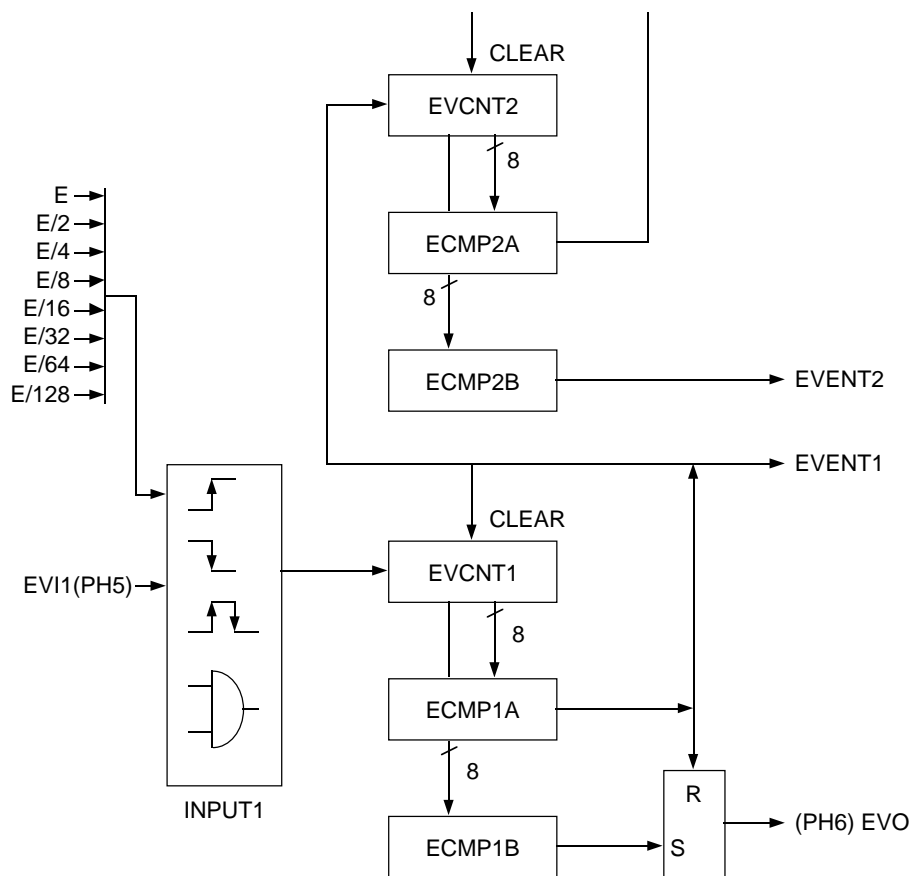 CLEAR
EVCNT2
8
E
E/2
E/4
E/8
E/16
E/32
E/64
E/128
ECMP2A
8
ECMP2B
EVENT2
EVENT1
CLEAR
EVI1(PH5)
EVCNT1
8
ECMP1A
8
INPUT1
R
S
(PH6) EVO
ECMP1B